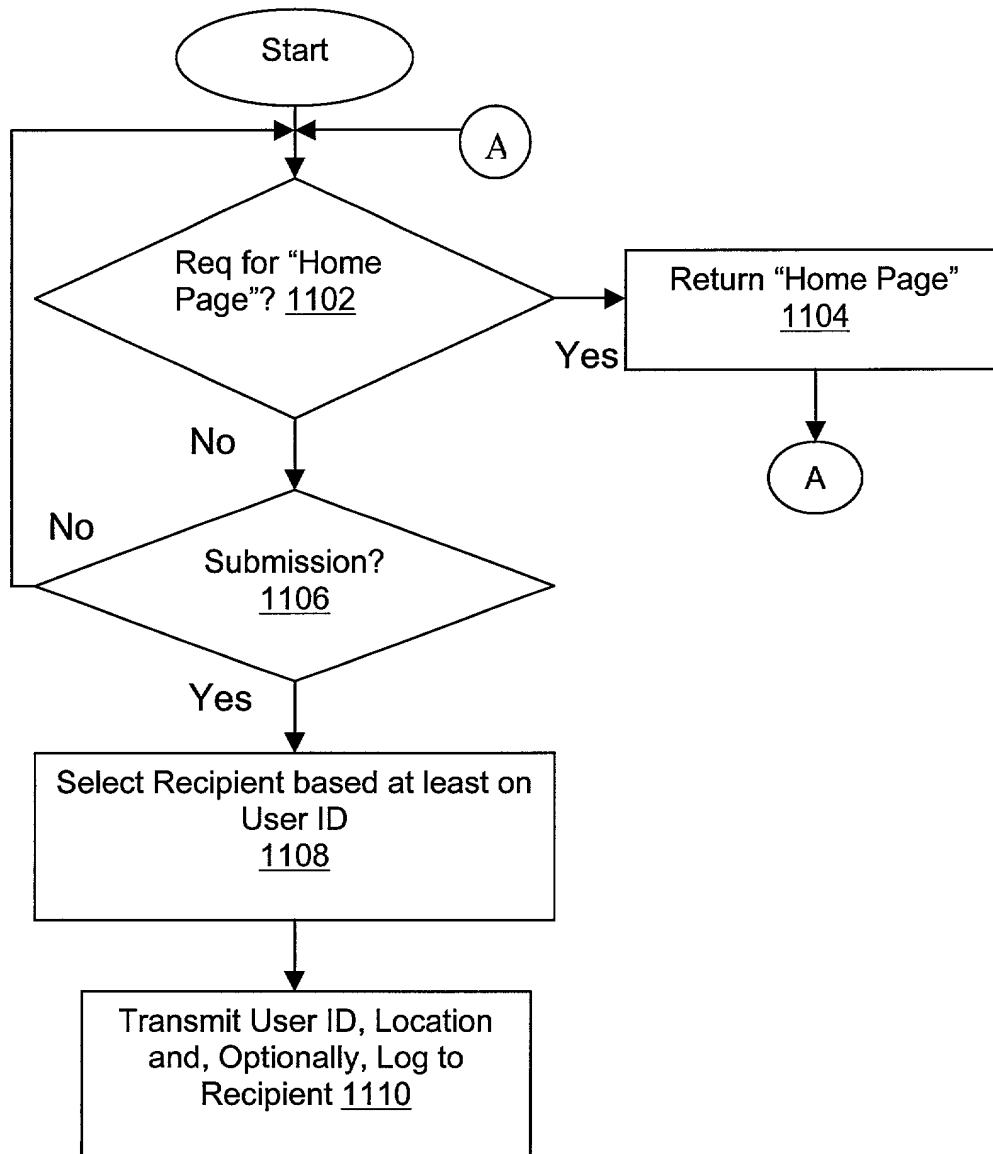 Start
A
Req for “Home
Page”? 1102
Return “Home Page”
1104
Yes
No
A
No
Submission?
1106
Yes
Select Recipient based at least on
User ID
1108
Transmit User ID, Location
and, Optionally, Log to
Recipient 1110